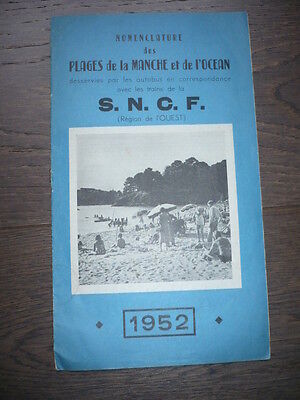 NOMENCLATURE
des
PLAGES de la MANCHE et de l'OCEAN
desservies par les autobus en correspondance
avec les trains de la
S. N. C. F.
(Région de l'OUEST)
1952